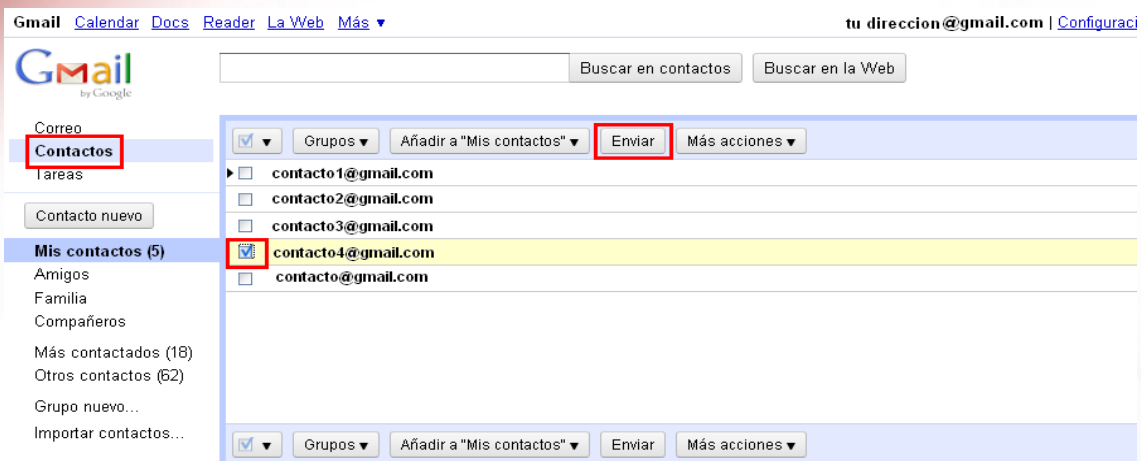 Gmail Calendar Docs Reader La Web Más ▼ tu direccion@gmail.com | Configuraci
Gmail
by Google
Buscar en contactos Buscar en la Web
Correo
Contactos
Tareas
Contacto nuevo
Mis contactos (5)
Amigos
Familia
Compañeros
Más contactados (18)
Otros contactos (62)
Grupo nuevo...
Importar contactos...
Grupos ▼ Añadir a "Mis contactos" ▼ Enviar Más acciones ▼
contacto1@gmail.com
contacto2@gmail.com
contacto3@gmail.com
contacto4@gmail.com
contacto@gmail.com
Grupos ▼ Añadir a "Mis contactos" ▼ Enviar Más acciones ▼